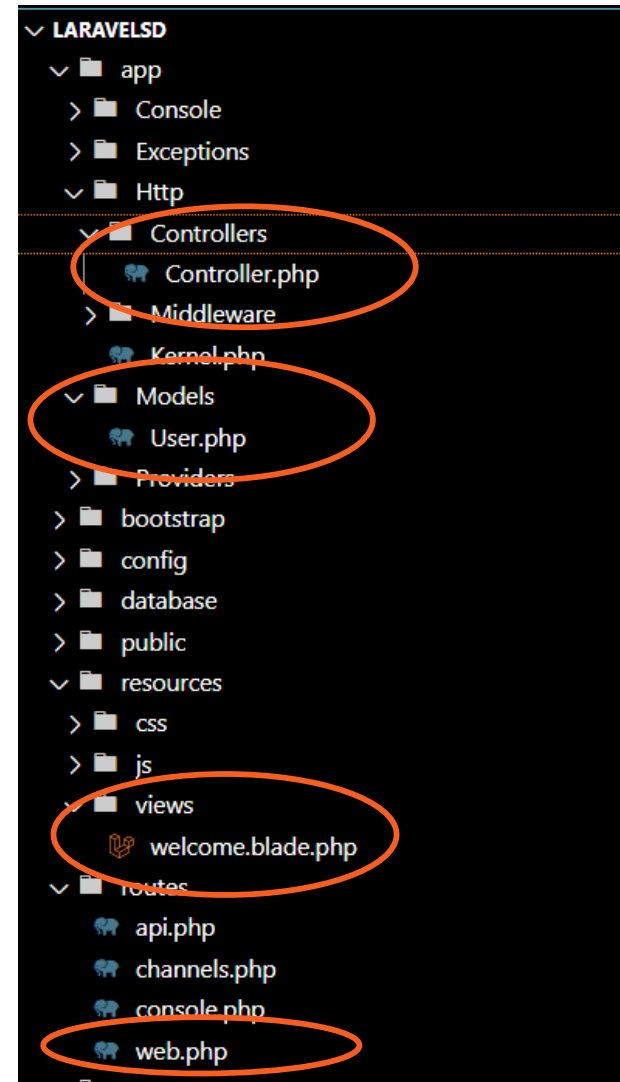 LARAVELSD
app
Console
Exceptions
Http
Controllers
Controller.php
Middleware
Kernel.php
Models
User.php
Providers
bootstrap
config
database
public
resources
css
js
views
welcome.blade.php
routes
api.php
channels.php
console.php
web.php